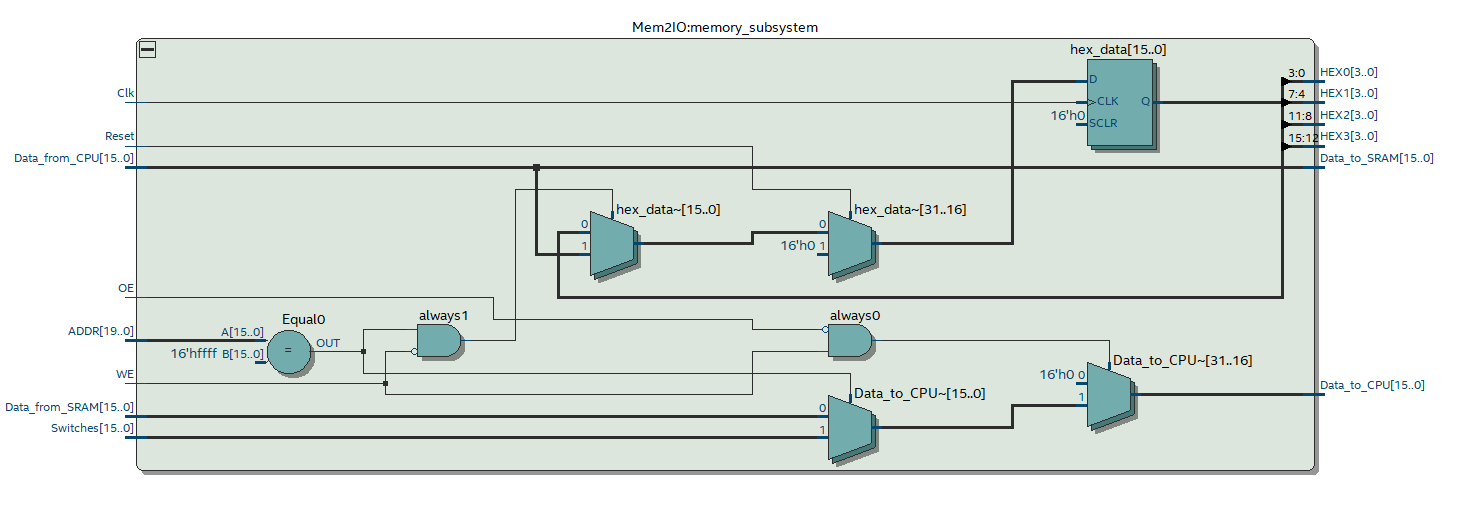 Mem2IO:memory_subsystem
hex_data[15..0]
D
CLK
Q
16'h0
SCLR
3:0
HEX0[3..0]
7:4
HEX1[3..0]
11:8
HEX2[3..0]
15:12
HEX3[3..0]
Clk
Reset
Data_from_CPU[15..0]
Data_to_SRAM[15..0]
hex_data~[15..0]
0
1
hex_data~[31..16]
0
16'h0 1
OE
Equal0
always1
always0
ADDR[19..0]
A[15..0]
16'hffff B[15..0]
=
OUT
WE
Data_to_CPU~[31..16]
16'h0 0
1
Data_to_CPU[15..0]
Data_to_CPU~[15..0]
Data_from_SRAM[15..0]
0
Switches[15..0]
1